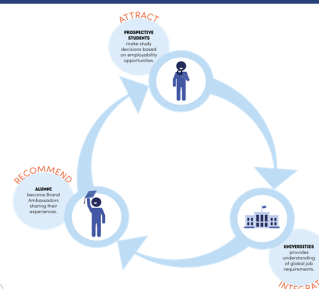 ATTRACT
PROSPECTIVE
STUDENTS
make study
decisions based
on employability
opportunities.
RECOMMEND
ALUMNI
become Brand
Ambassadors
sharing their
experiences.
UNIVERSITIES
provides
understanding
of global job
requirements.
INTEGRAT